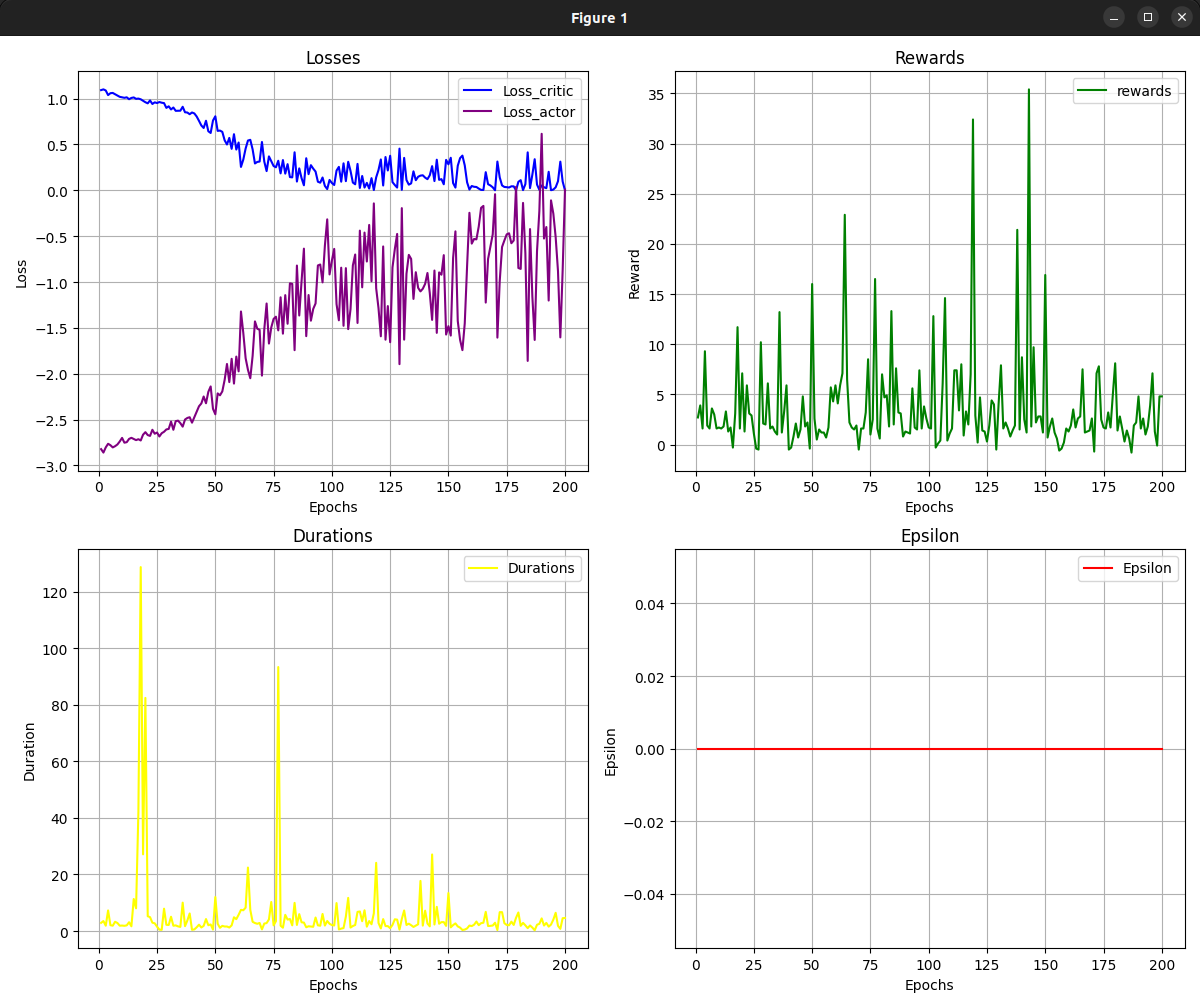 Figure 1
Losses
Loss_critic
Loss_actor
1.0
0.5
0.0
−0.5
−1.0
−1.5
−2.0
−2.5
−3.0
Loss
0 25 50 75 100 125 150 175 200
Epochs
Rewards
rewards
35
30
25
20
15
10
5
0
Reward
0 25 50 75 100 125 150 175 200
Epochs
Durations
Durations
120
100
80
60
40
20
0
Duration
0 25 50 75 100 125 150 175 200
Epochs
Epsilon
Epsilon
0.04
0.02
0.00
−0.02
−0.04
Epsilon
0 25 50 75 100 125 150 175 200
Epochs